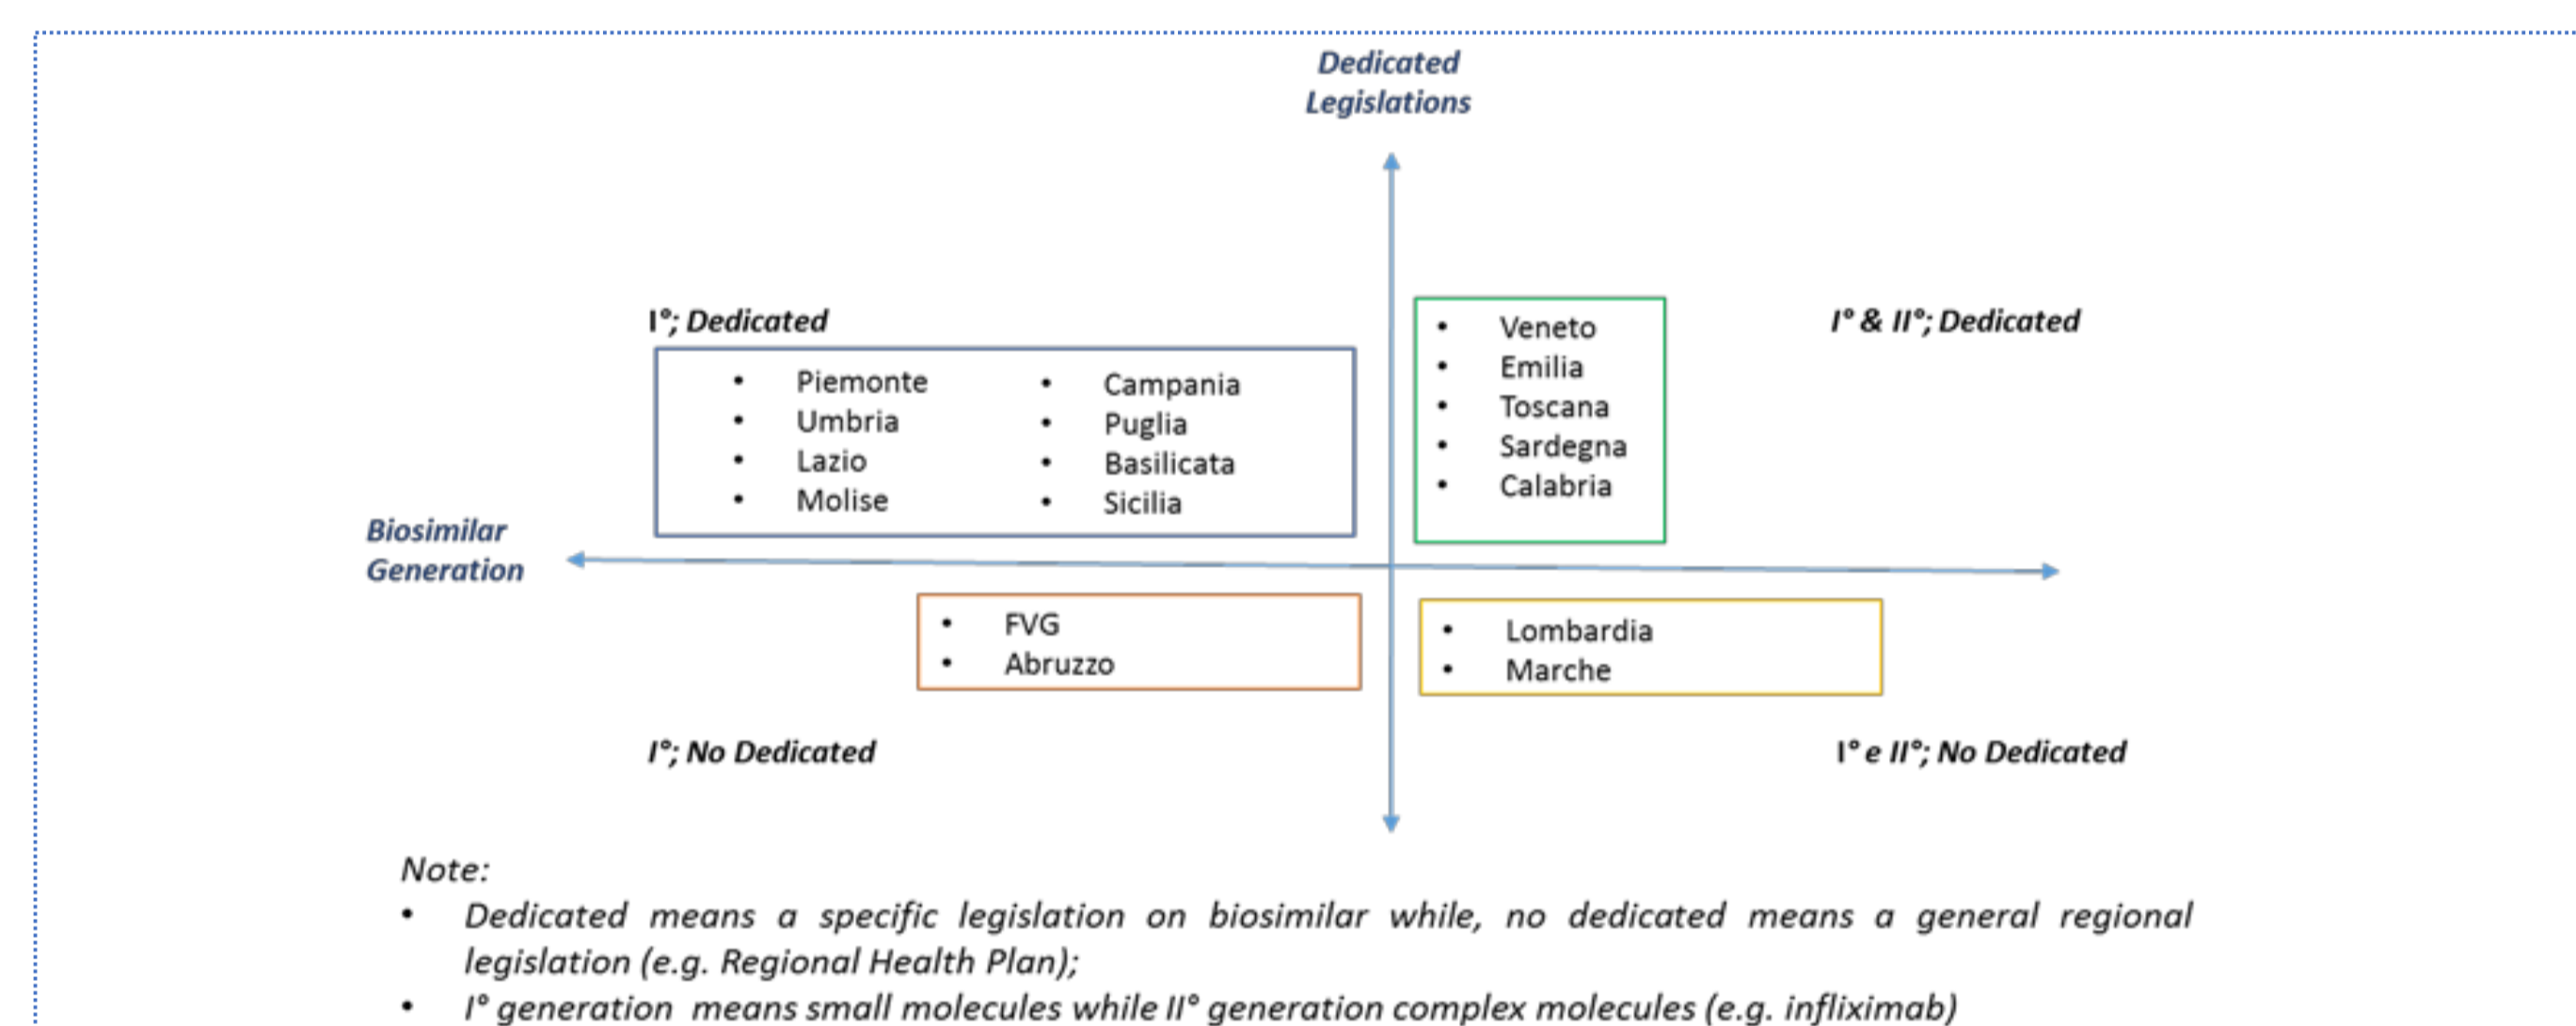 Dedicated
Legislations
I°; Dedicated
• Piemonte
• Umbria
• Lazio
• Molise
• Campania
• Puglia
• Basilicata
• Sicilia
• Veneto
• Emilia
• Toscana
• Sardegna
• Calabria
I° & II°; Dedicated
Biosimilar
Generation
• FVG
• Abruzzo
• Lombardia
• Marche
I°; No Dedicated
I° e II°; No Dedicated
Note:
• Dedicated means a specific legislation on biosimilar while, no dedicated means a general regional
legislation (e.g. Regional Health Plan);
• I° generation means small molecules while II° generation complex molecules (e.g. infliximab)